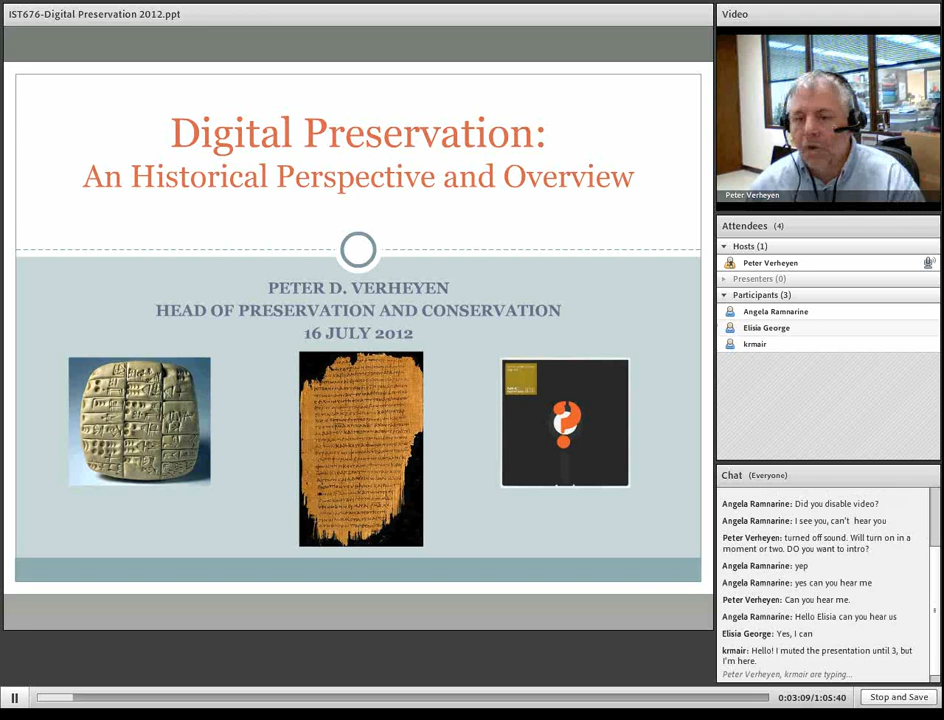 IST676-Digital Preservation 2012.ppt
Digital Preservation:
An Historical Perspective and Overview
PETER D. VERHEYEN
HEAD OF PRESERVATION AND CONSERVATION
16 JULY 2012
Video
Peter Verheyen
Attendees (4)
Hosts (1)
Peter Verheyen
Presenters (0)
Participants (3)
Angela Ramnarine
Elisia George
krmair
Chat (Everyone)
Angela Ramnarine: Did you disable video?
Angela Ramnarine: I see you, can't hear you
Peter Verheyen: turned off sound. Will turn on in a
moment or two. DO you want to intro?
Angela Ramnarine: yep
Angela Ramnarine: yes can you hear me
Peter Verheyen: Can you hear me.
Angela Ramnarine: Hello Elisia can you hear us
Elisia George: Yes, I can
krmair: Hello! I muted the presentation until 3, but
I'm here.
Peter Verheyen, krmair are typing...
0:03:09/1:05:40
Stop and Save